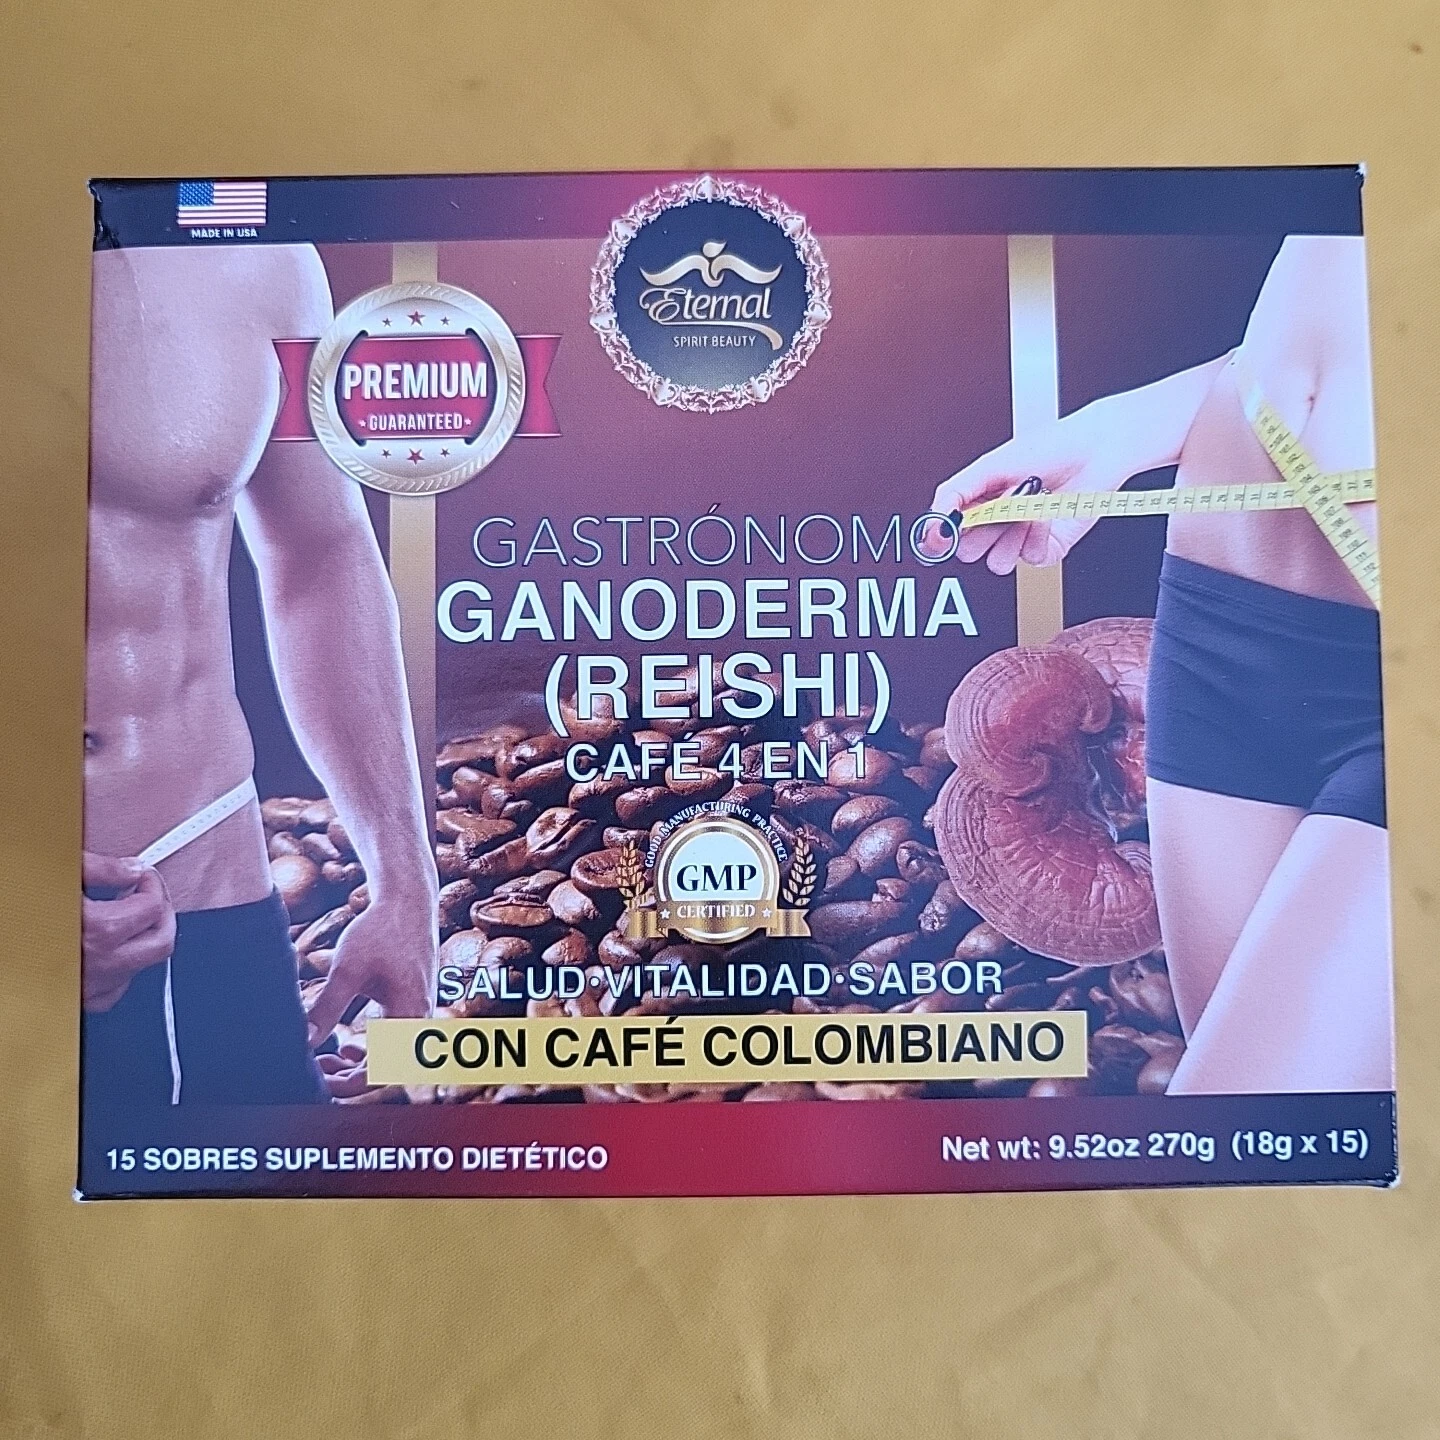 MADE IN USA
Eternal
SPIRIT BEAUTY
PREMIUM
GUARANTEED
GASTRÓNOMO
GANODERMA
(REISHI)
CAFÉ 4 EN 1
GOOD MANUFACTURING PRACTICE
GMP
CERTIFIED
SALUD·VITALIDAD·SABOR
CON CAFÉ COLOMBIANO
15 SOBRES SUPLEMENTO DIETÉTICO
Net wt: 9.52oz 270g (18g x 15)